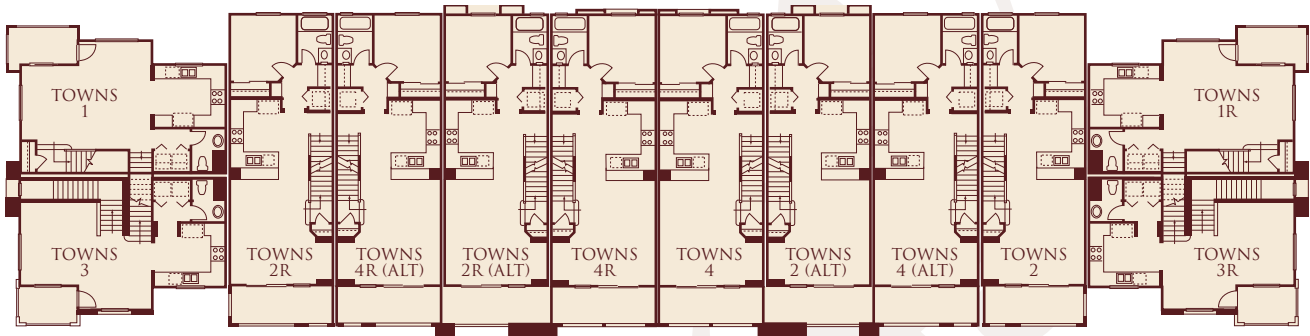 TOWNS
1
TOWNS
3
TOWNS
2R
TOWNS
4R (ALT)
TOWNS
2R (ALT)
TOWNS
4R
TOWNS
4
TOWNS
2 (ALT)
TOWNS
4 (ALT)
TOWNS
2
TOWNS
1R
TOWNS
3R